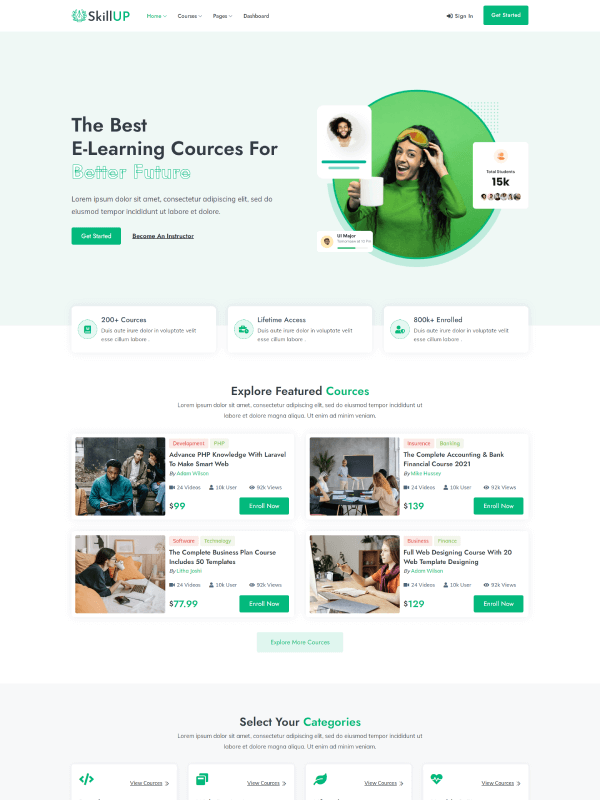 SkillUP
Home Courses Pages Dashboard
Sign In
Get Started
The Best
E-Learning Cources For
Better Future
Lorem ipsum dolor sit amet, consectetur adipiscing elit, sed do
eiusmod tempor incididunt ut labore et dolore.
Get Started
Become An Instructor
Total Students
15k
UI Major
200+ Cources
Duis aute irure dolor in voluptate velit
esse cillum labore .
Lifetime Access
Duis aute irure dolor in voluptate velit
esse cillum labore .
800k+ Enrolled
Duis aute irure dolor in voluptate velit
esse cillum labore .
Explore Featured Cources
Lorem ipsum dolor sit amet, consectetur adipiscing elit, sed do eiusmod tempor incididunt ut
labore et dolore magna aliqua. Ut enim ad minim veniam.
Development PHP
Advance PHP Knowledge With Laravel
To Make Smart Web
By Adam Wilson
24 Videos 10k User 92k Views
$99
Enroll Now
Insurance Banking
The Complete Accounting & Bank
Financial Course 2021
By Mike Hussey
24 Videos 10k User 92k Views
$139
Enroll Now
Software Technology
The Complete Business Plan Course
Includes 50 Templates
By Litha Joshi
24 Videos 10k User 92k Views
$77.99
Enroll Now
Business Finance
Full Web Designing Course With 20
Web Template Designing
By Adam Wilson
24 Videos 10k User 92k Views
$129
Enroll Now
Explore More Cources
Select Your Categories
Lorem ipsum dolor sit amet, consectetur adipiscing elit, sed do eiusmod tempor incididunt ut
labore et dolore magna aliqua. Ut enim ad minim veniam.
View Cources
View Cources
View Cources
View Cources